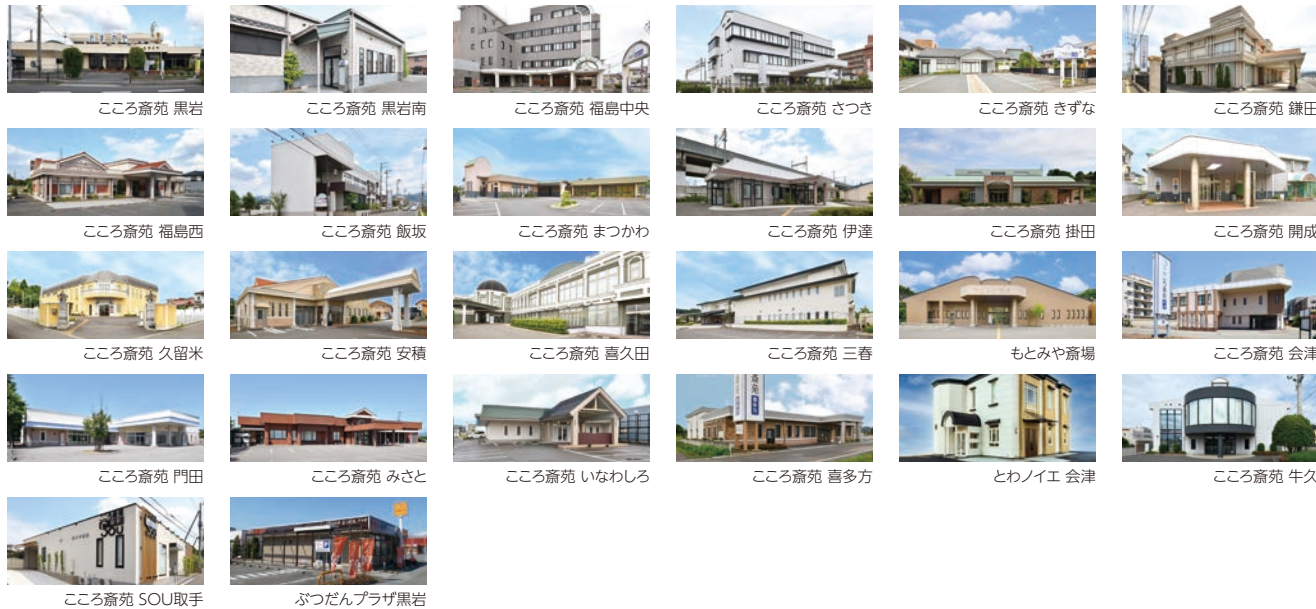 こころ斎苑 黒岩
こころ斎苑 黒岩南
こころ斎苑 福島中央
こころ斎苑 さつき
こころ斎苑 きずな
こころ斎苑 鎌田
こころ斎苑 福島西
こころ斎苑 飯坂
こころ斎苑 まつかわ
こころ斎苑 伊達
こころ斎苑 掛田
こころ斎苑 開成
こころ斎苑 久留米
こころ斎苑 安積
こころ斎苑 喜久田
こころ斎苑 三春
もとみや斎場
こころ斎苑 会津
こころ斎苑 門田
こころ斎苑 みさと
こころ斎苑 いなわしろ
こころ斎苑 喜多方
とわノイエ 会津
こころ斎苑 牛久
こころ斎苑 SOU取手
ぶつだんプラザ黒岩